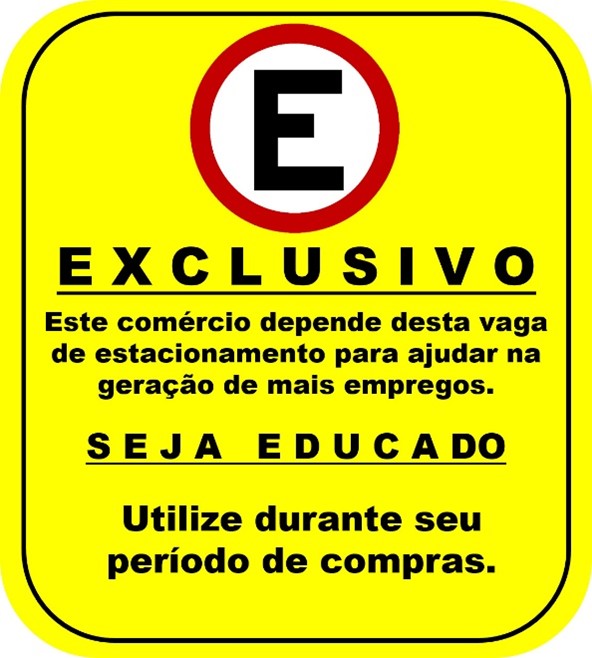 E
EXCLUSIVO
Este comércio depende desta vaga
de estacionamento para ajudar na
geração de mais empregos.
SEJA EDUCADO
Utilize durante seu
período de compras.